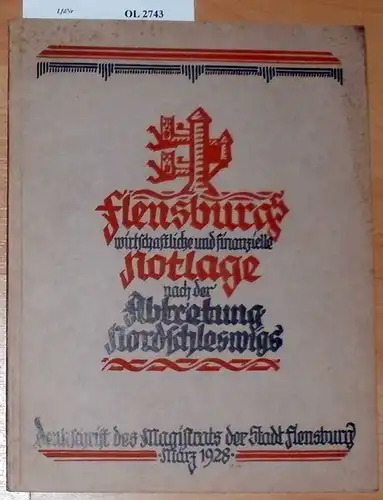 LfdNr OL 2743
Flensburgs
wirtschaftliche und finanzielle
Notlage
nach der
Abtretung
Nordschleswigs
Denkschrift des Magistrats der Stadt Flensburg
März 1928